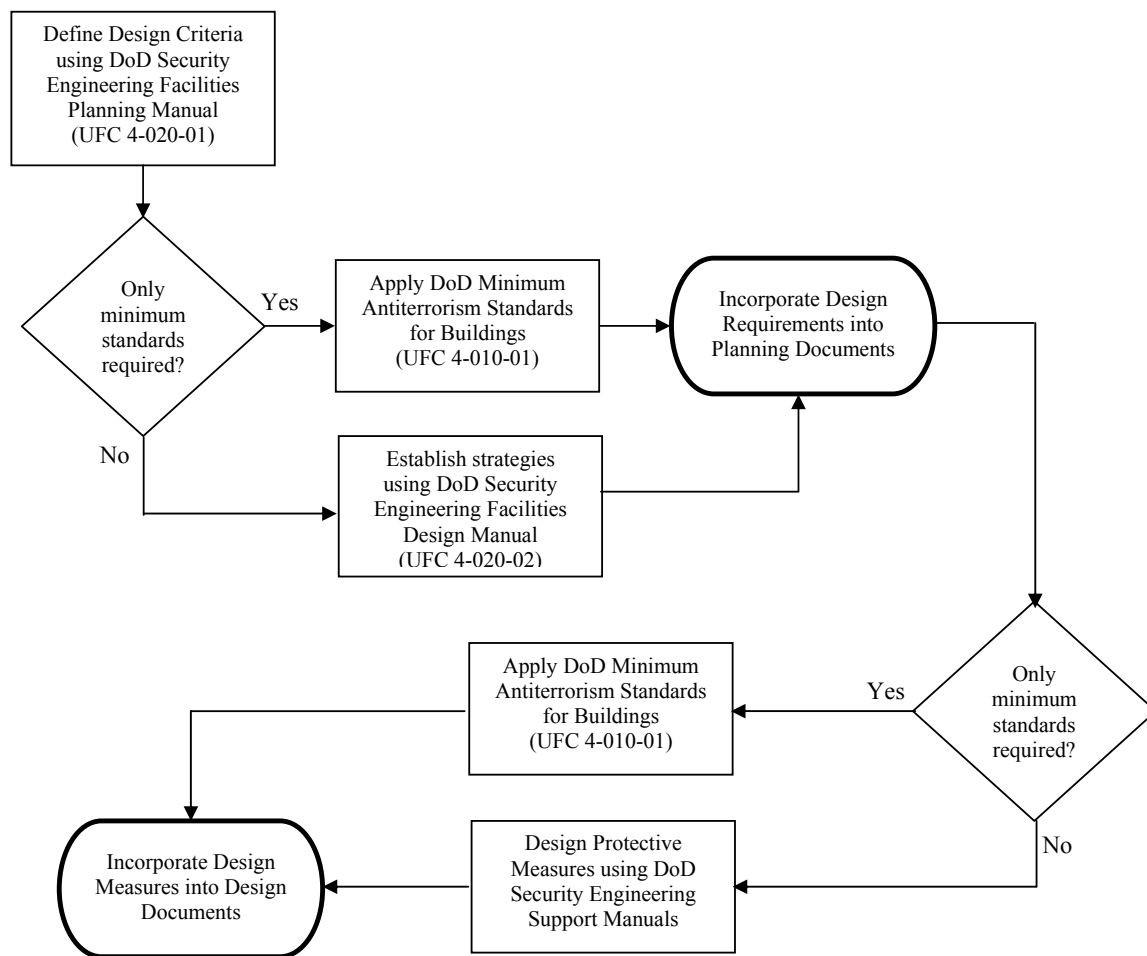 Define Design Criteria
using DoD Security
Engineering Facilities
Planning Manual
(UFC 4-020-01)
Only
minimum
standards
required?
Yes
Apply DoD Minimum
Antiterrorism Standards
for Buildings
(UFC 4-010-01)
Incorporate Design
Requirements into
Planning Documents
No
Establish strategies
using DoD Security
Engineering Facilities
Design Manual
(UFC 4-020-02)
Only
minimum
standards
required?
Yes
Apply DoD Minimum
Antiterrorism Standards
for Buildings
(UFC 4-010-01)
No
Design Protective
Measures using DoD
Security Engineering
Support Manuals
Incorporate Design
Measures into Design
Documents